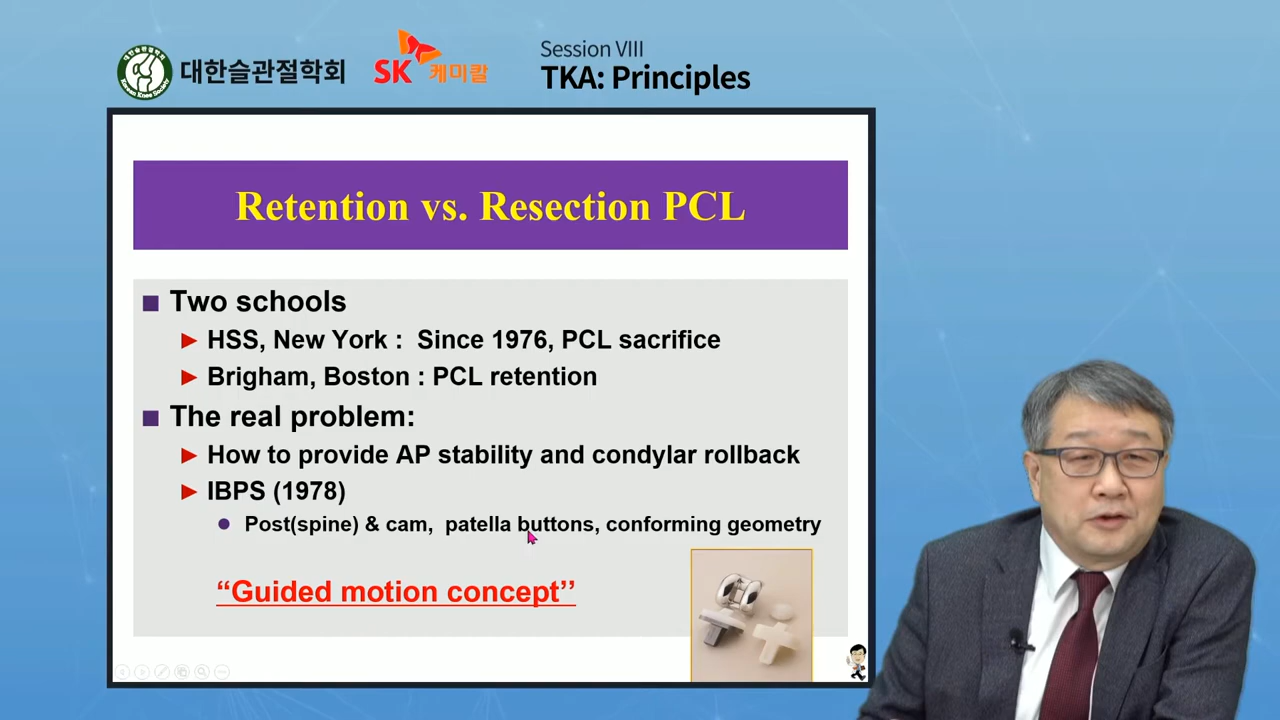 대한슬관절학회
SK 케미칼
Session VIII
TKA: Principles
Retention vs. Resection PCL
Two schools
HSS, New York : Since 1976, PCL sacrifice
Brigham, Boston : PCL retention
The real problem:
How to provide AP stability and condylar rollback
IBPS (1978)
Post(spine) & cam, patella buttons, conforming geometry
“Guided motion concept’’